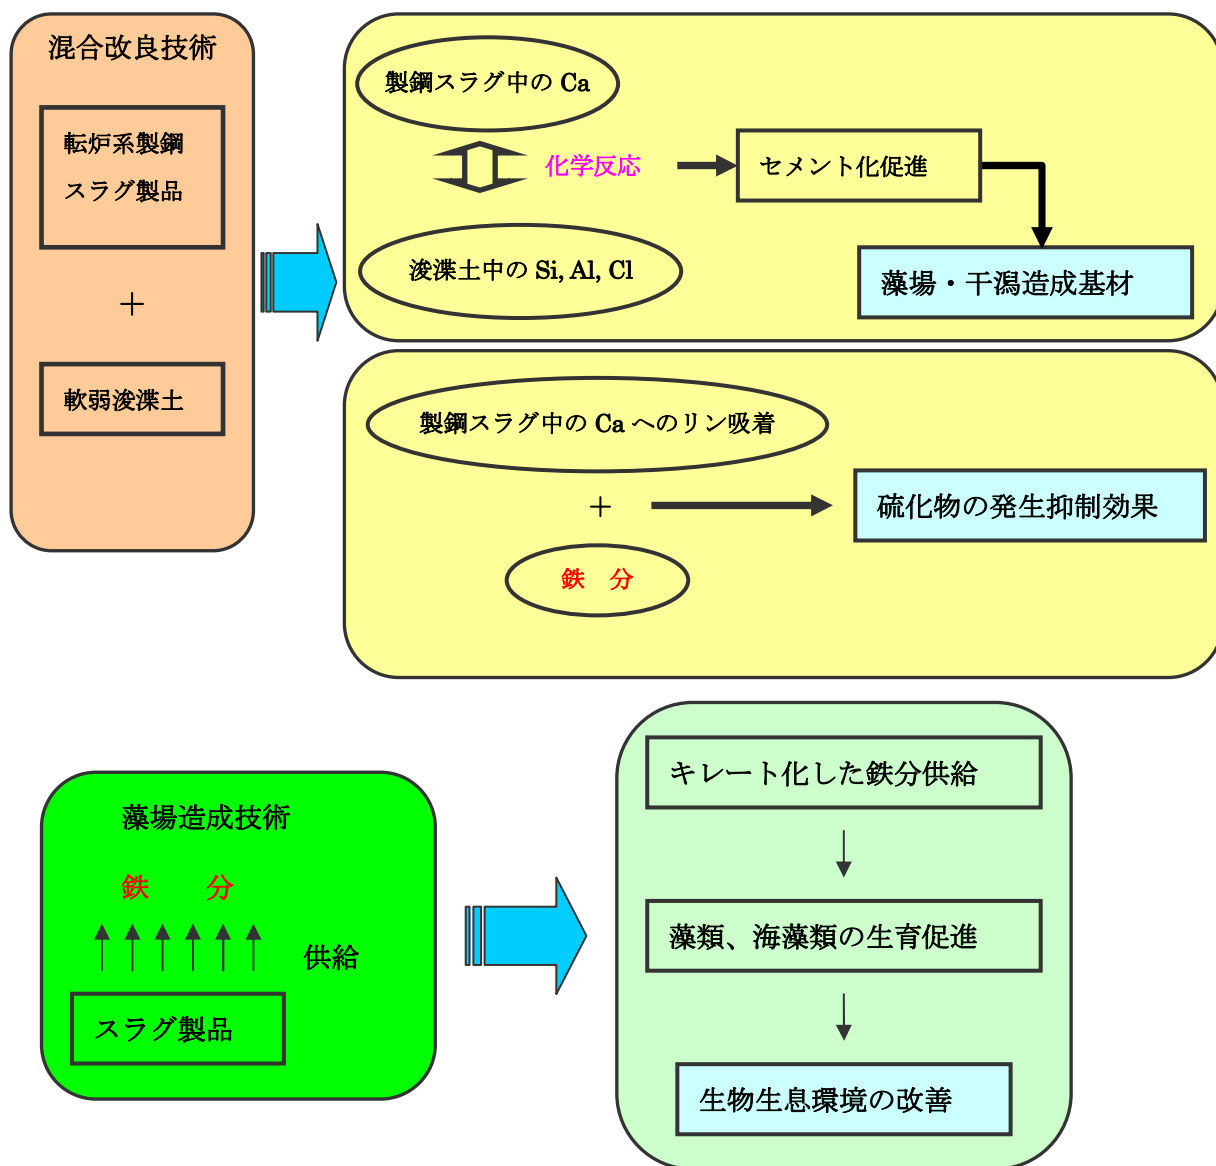 混合改良技術
転炉系製鋼
スラグ製品
＋
軟弱浚渫土
製鋼スラグ中の Ca
化学反応
セメント化促進
浚渫土中の Si, Al, Cl
藻場・干潟造成基材
製鋼スラグ中の Ca へのリン吸着
＋
硫化物の発生抑制効果
鉄　分
藻場造成技術
鉄　　分
供給
スラグ製品
キレート化した鉄分供給
藻類、海藻類の生育促進
生物生息環境の改善